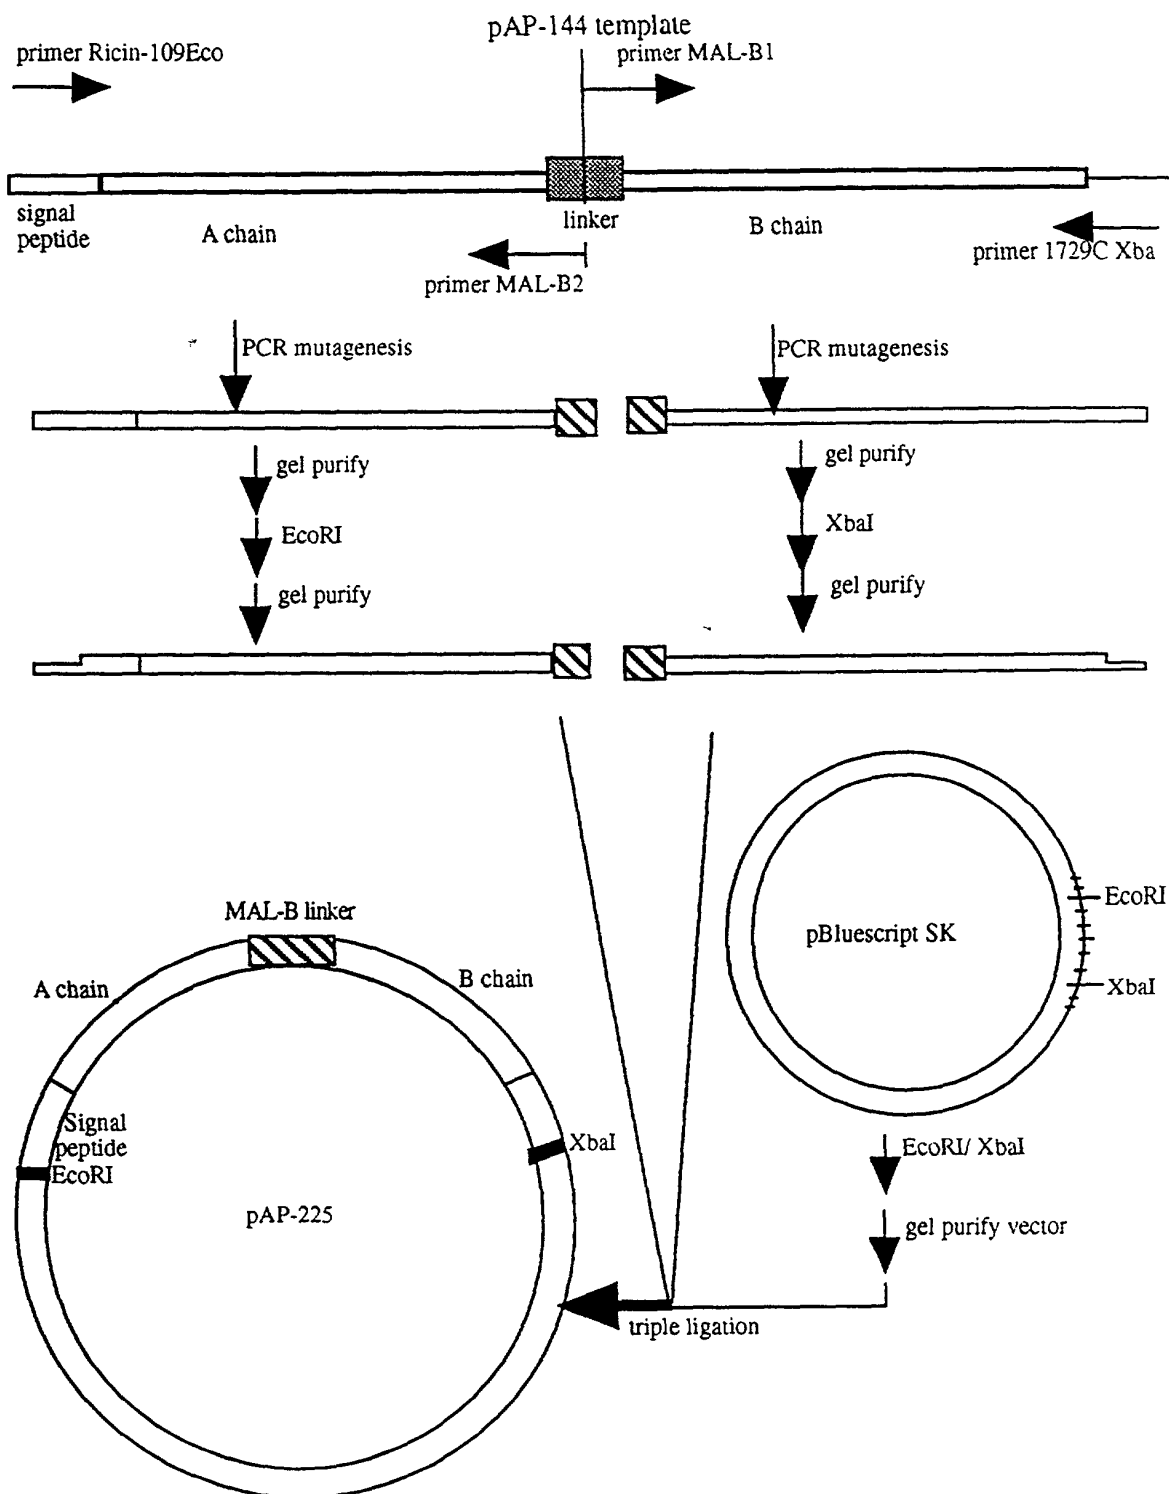 pAP-144 template
primer Ricin-109Eco
primer MAL-B1
signal
peptide
A chain
linker
B chain
primer MAL-B2
primer 1729C Xba
PCR mutagenesis
PCR mutagenesis
gel purify
gel purify
EcoRI
XbaI
gel purify
gel purify
MAL-B linker
A chain
B chain
pBluescript SK
EcoRI
XbaI
Signal
peptide
EcoRI
XbaI
pAP-225
EcoRI/ XbaI
gel purify vector
triple ligation